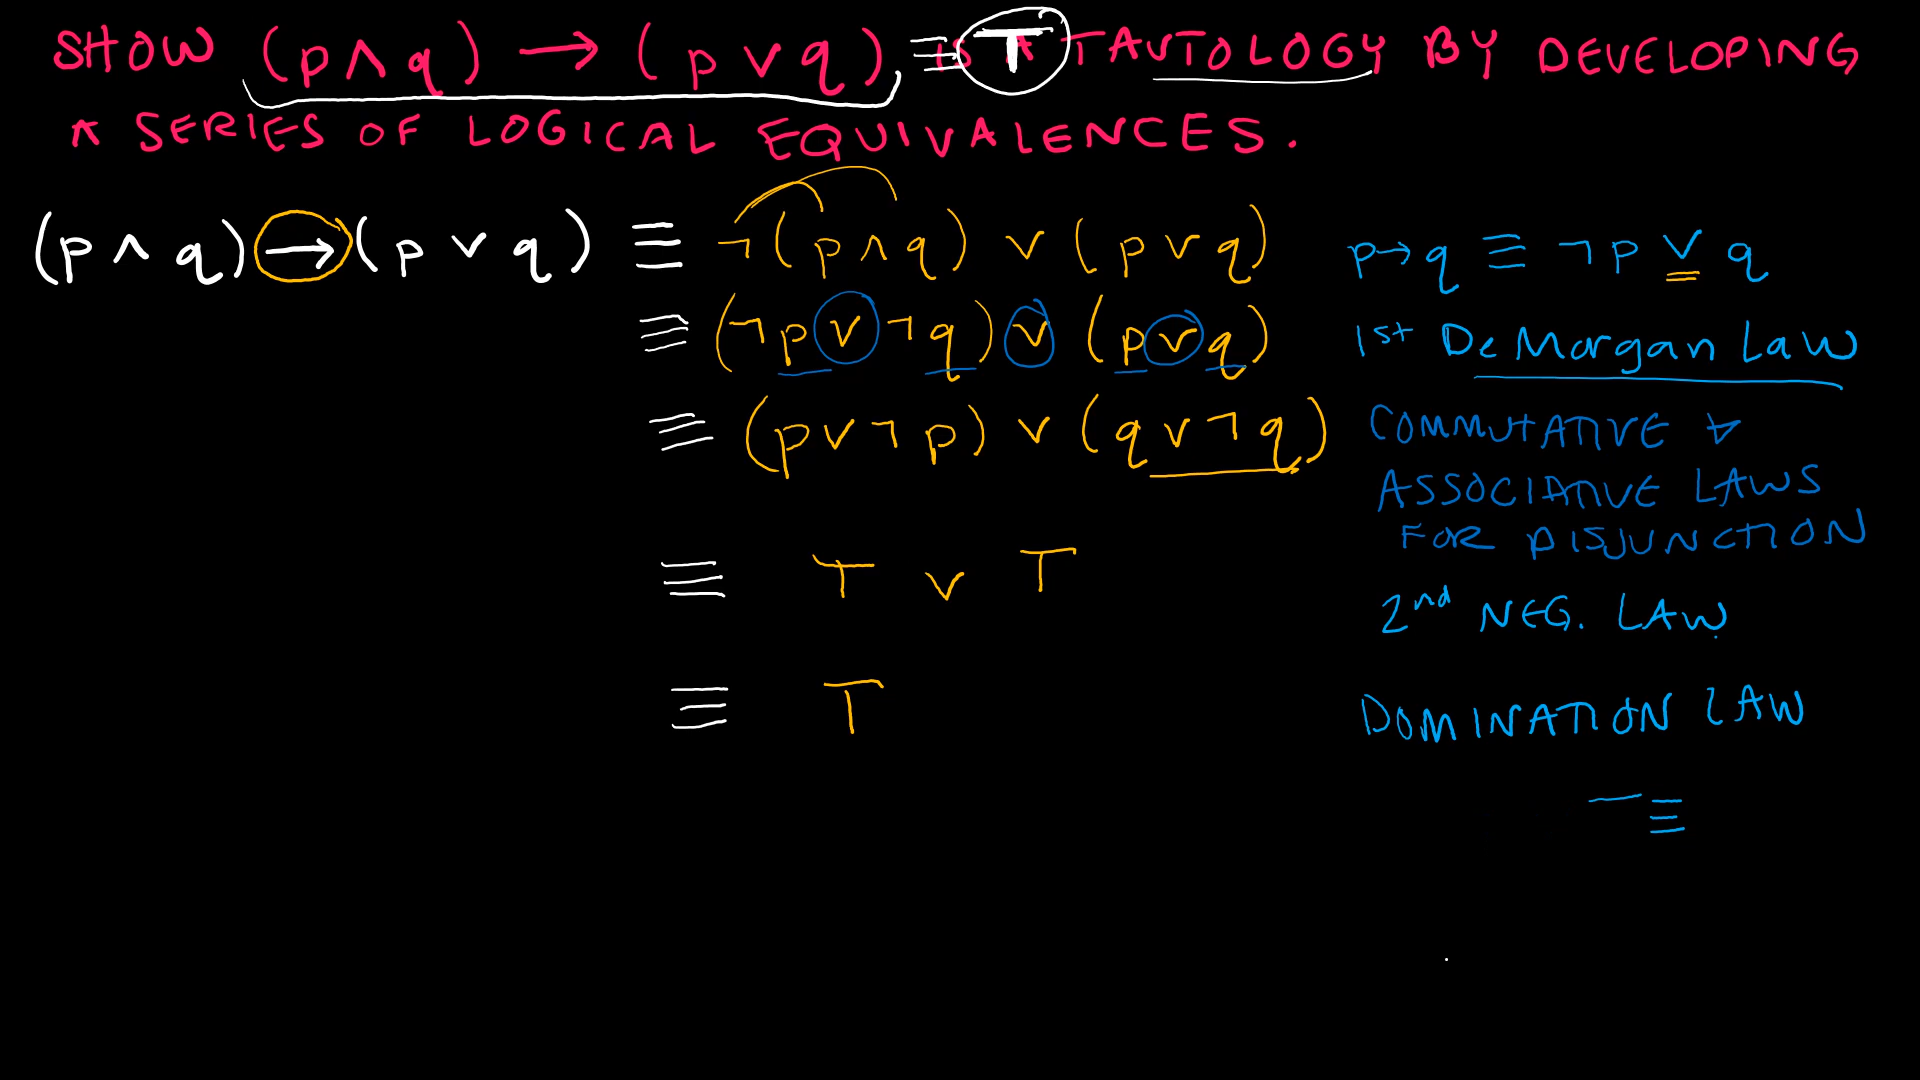 SHOW (p ∧ q) → (p ∨ q) ≡ T IS A TAUTOLOGY BY DEVELOPING
A SERIES OF LOGICAL EQUIVALENCES.
(p ∧ q) → (p ∨ q) ≡ ¬(p ∧ q) ∨ (p ∨ q) p → q ≡ ¬p ∨ q
≡ (¬p ∨ ¬q) ∨ (p ∨ q) 1st De Morgan Law
≡ (p ∨ ¬p) ∨ (q ∨ ¬q) COMMUTATIVE +
ASSOCIATIVE LAWS
FOR DISJUNCTION
≡ T ∨ T 2nd NEG. LAW
≡ T DOMINATION LAW
— ≡